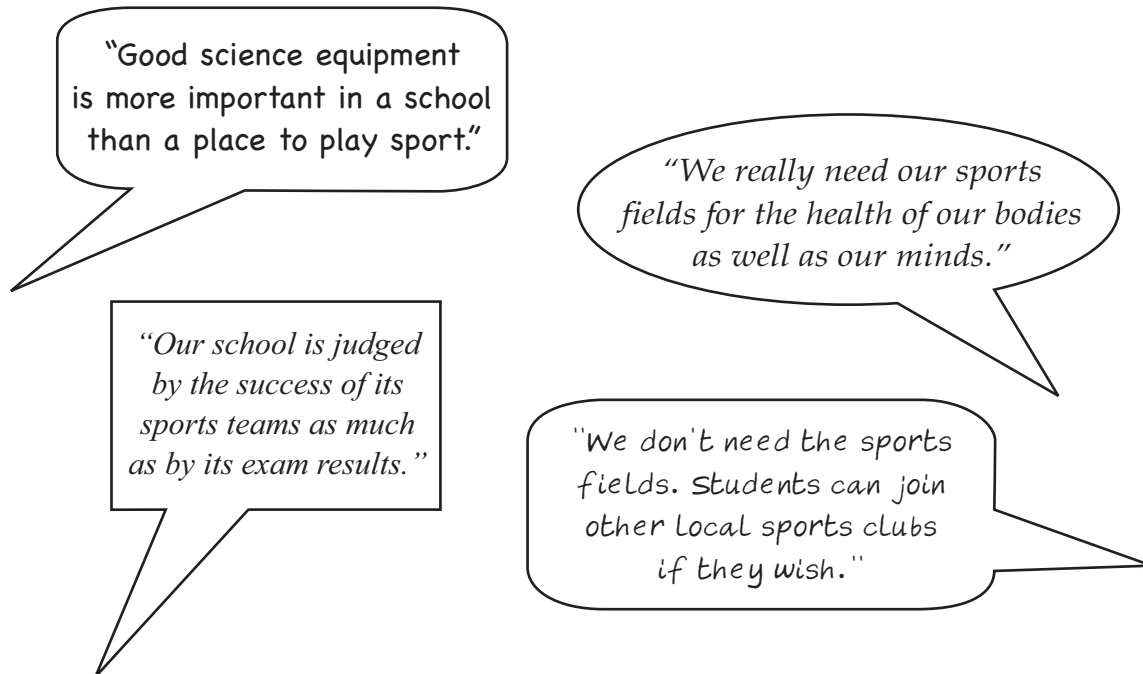 “Good science equipment
is more important in a school
than a place to play sport.”
“We really need our sports
fields for the health of our bodies
as well as our minds.”
“Our school is judged
by the success of its
sports teams as much
as by its exam results.”
"We don't need the sports
fields. Students can join
other local sports clubs
if they wish."